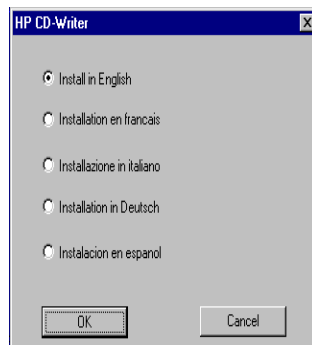 HP CD-Writer
Install in English
Installation en francais
Installazione in italiano
Installation in Deutsch
Instalacion en espanol
OK Cancel